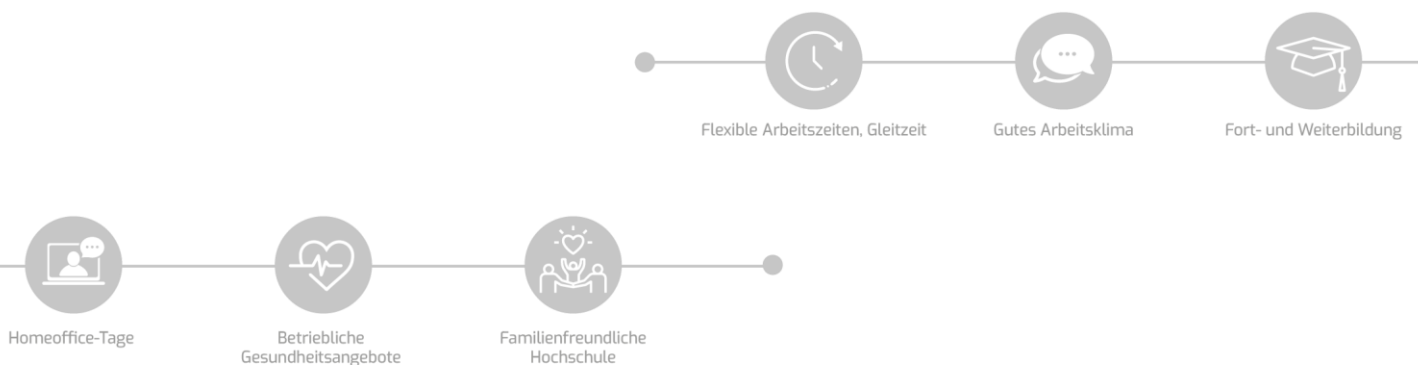 Flexible Arbeitszeiten, Gleitzeit
Gutes Arbeitsklima
Fort- und Weiterbildung
Homeoffice-Tage
Betriebliche
Gesundheitsangebote
Familienfreundliche
Hochschule